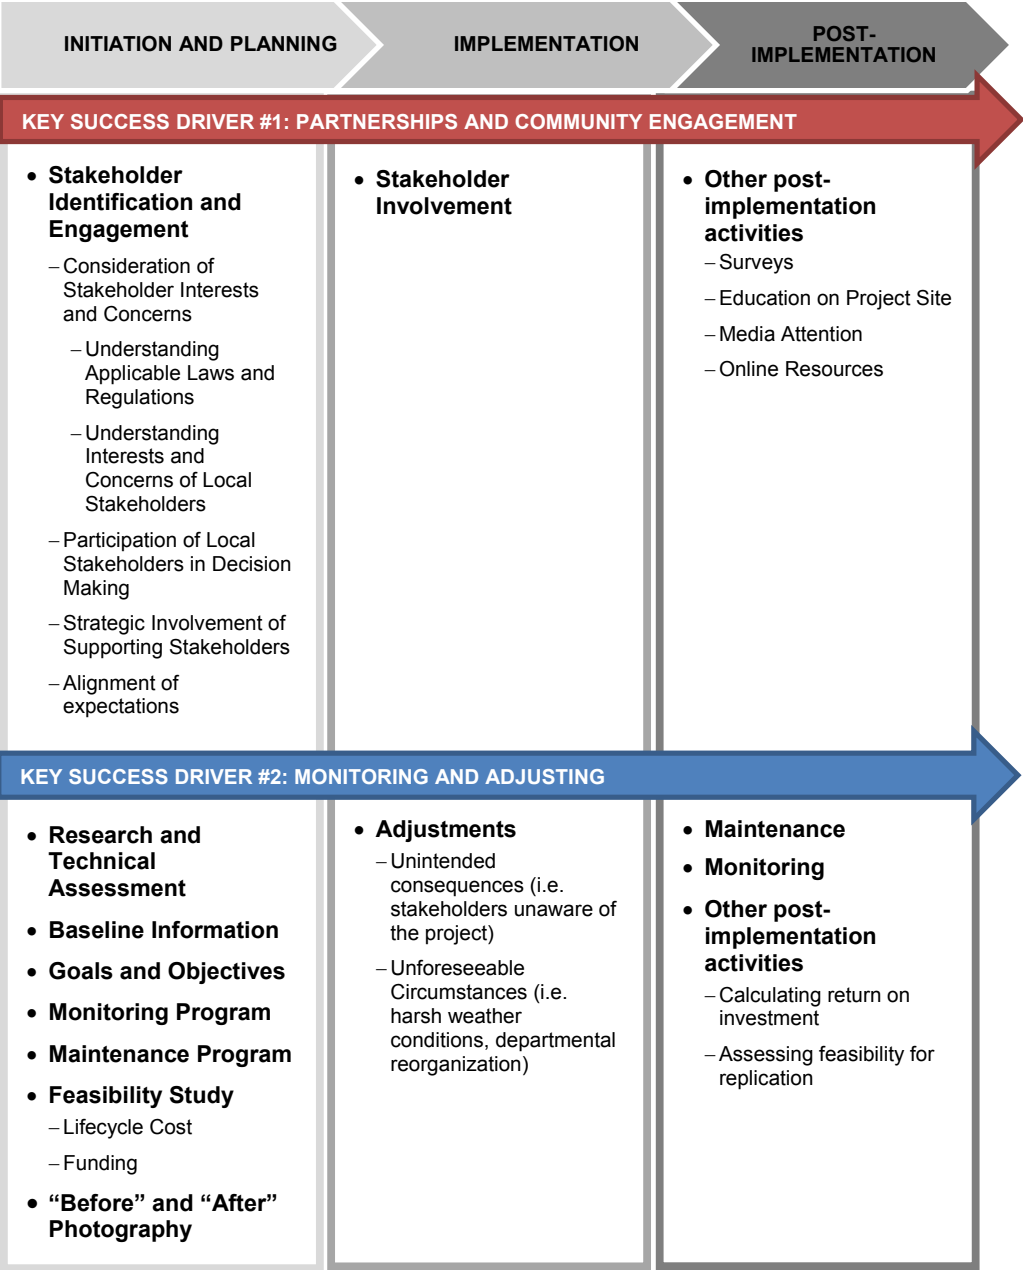 INITIATION AND PLANNING
IMPLEMENTATION
POST-
IMPLEMENTATION
KEY SUCCESS DRIVER #1: PARTNERSHIPS AND COMMUNITY ENGAGEMENT
• Stakeholder
Identification and
Engagement
– Consideration of
Stakeholder Interests
and Concerns
– Understanding
Applicable Laws and
Regulations
– Understanding
Interests and
Concerns of Local
Stakeholders
– Participation of Local
Stakeholders in Decision
Making
– Strategic Involvement of
Supporting Stakeholders
– Alignment of
expectations
• Stakeholder
Involvement
• Other post-
implementation
activities
– Surveys
– Education on Project Site
– Media Attention
– Online Resources
KEY SUCCESS DRIVER #2: MONITORING AND ADJUSTING
• Research and
Technical
Assessment
• Baseline Information
• Goals and Objectives
• Monitoring Program
• Maintenance Program
• Feasibility Study
– Lifecycle Cost
– Funding
• “Before” and “After”
Photography
• Adjustments
– Unintended
consequences (i.e.
stakeholders unaware of
the project)
– Unforeseeable
Circumstances (i.e.
harsh weather
conditions, departmental
reorganization)
• Maintenance
• Monitoring
• Other post-
implementation
activities
– Calculating return on
investment
– Assessing feasibility for
replication